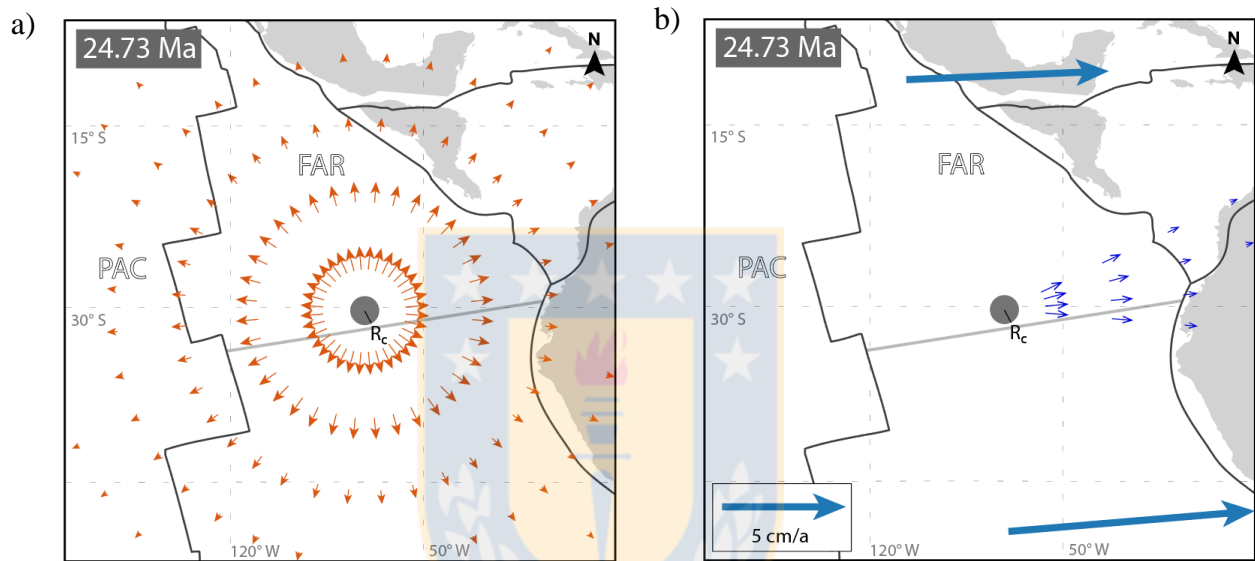 a)
24.73 Ma
N
15° S
FAR
PAC
30° S
Rc
120°W
50°W
b)
24.73 Ma
N
15° S
FAR
PAC
30° S
Rc
5 cm/a
120°W
50°W